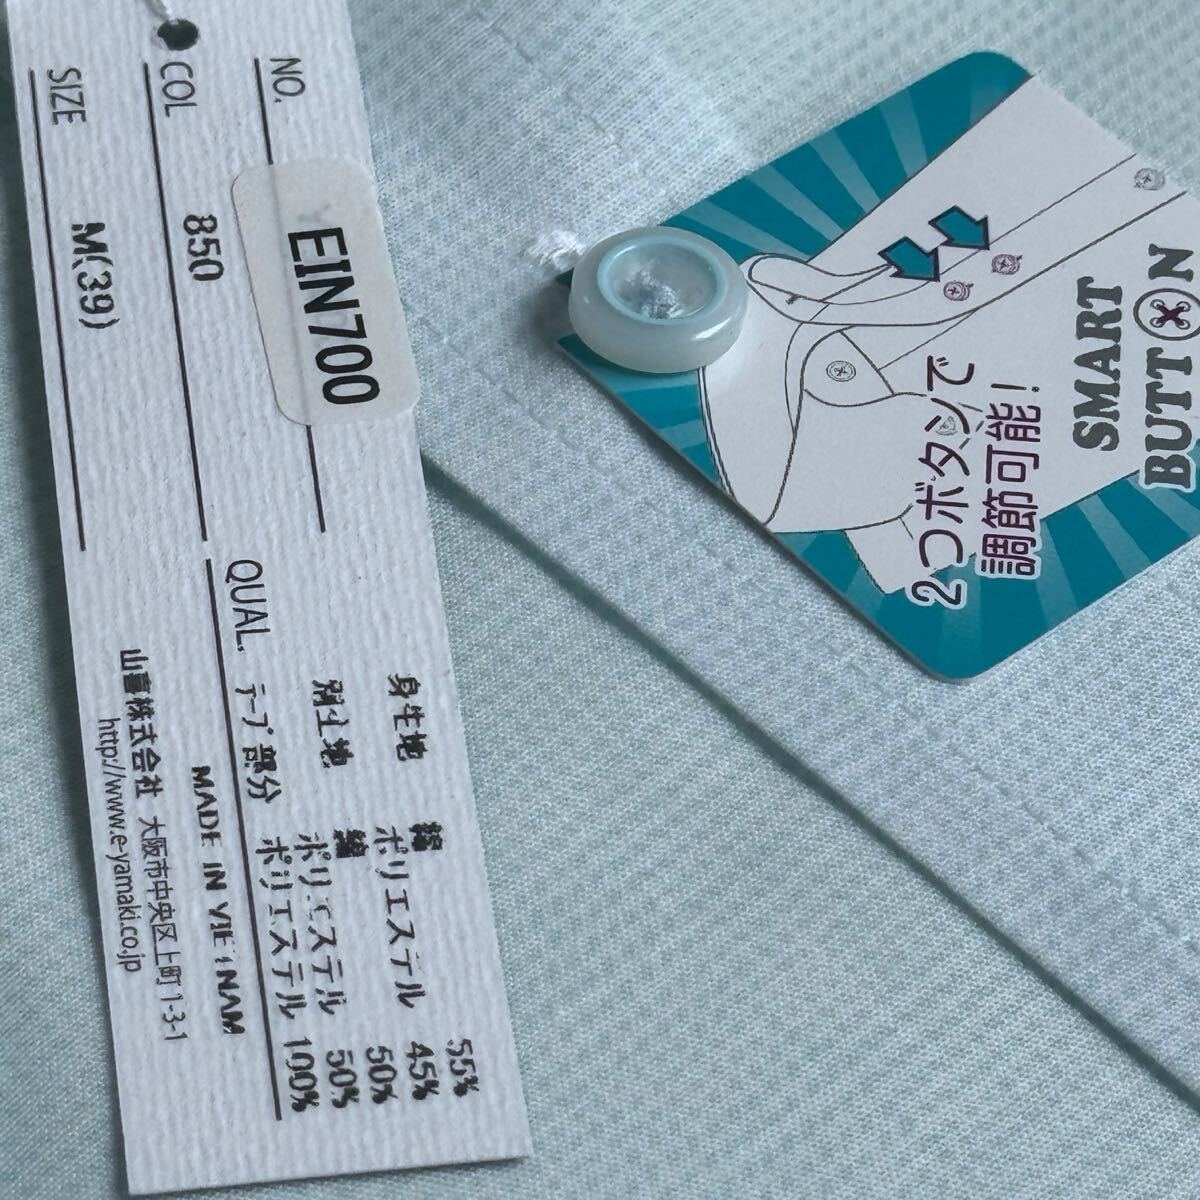 NO.
EIN700
COL 850
SIZE M(39)
QUAL.
身生地 綿 55%
ポリエステル 45%
別生地 綿 50%
ポリエステル 50%
テープ部分 ポリエステル 100%
MADE IN VIETNAM
山喜株式会社 大阪市中央区上町1-3-1
http://www.e-yamaki.co.jp
2つボタンで
調節可能!
SMART
BUTTON